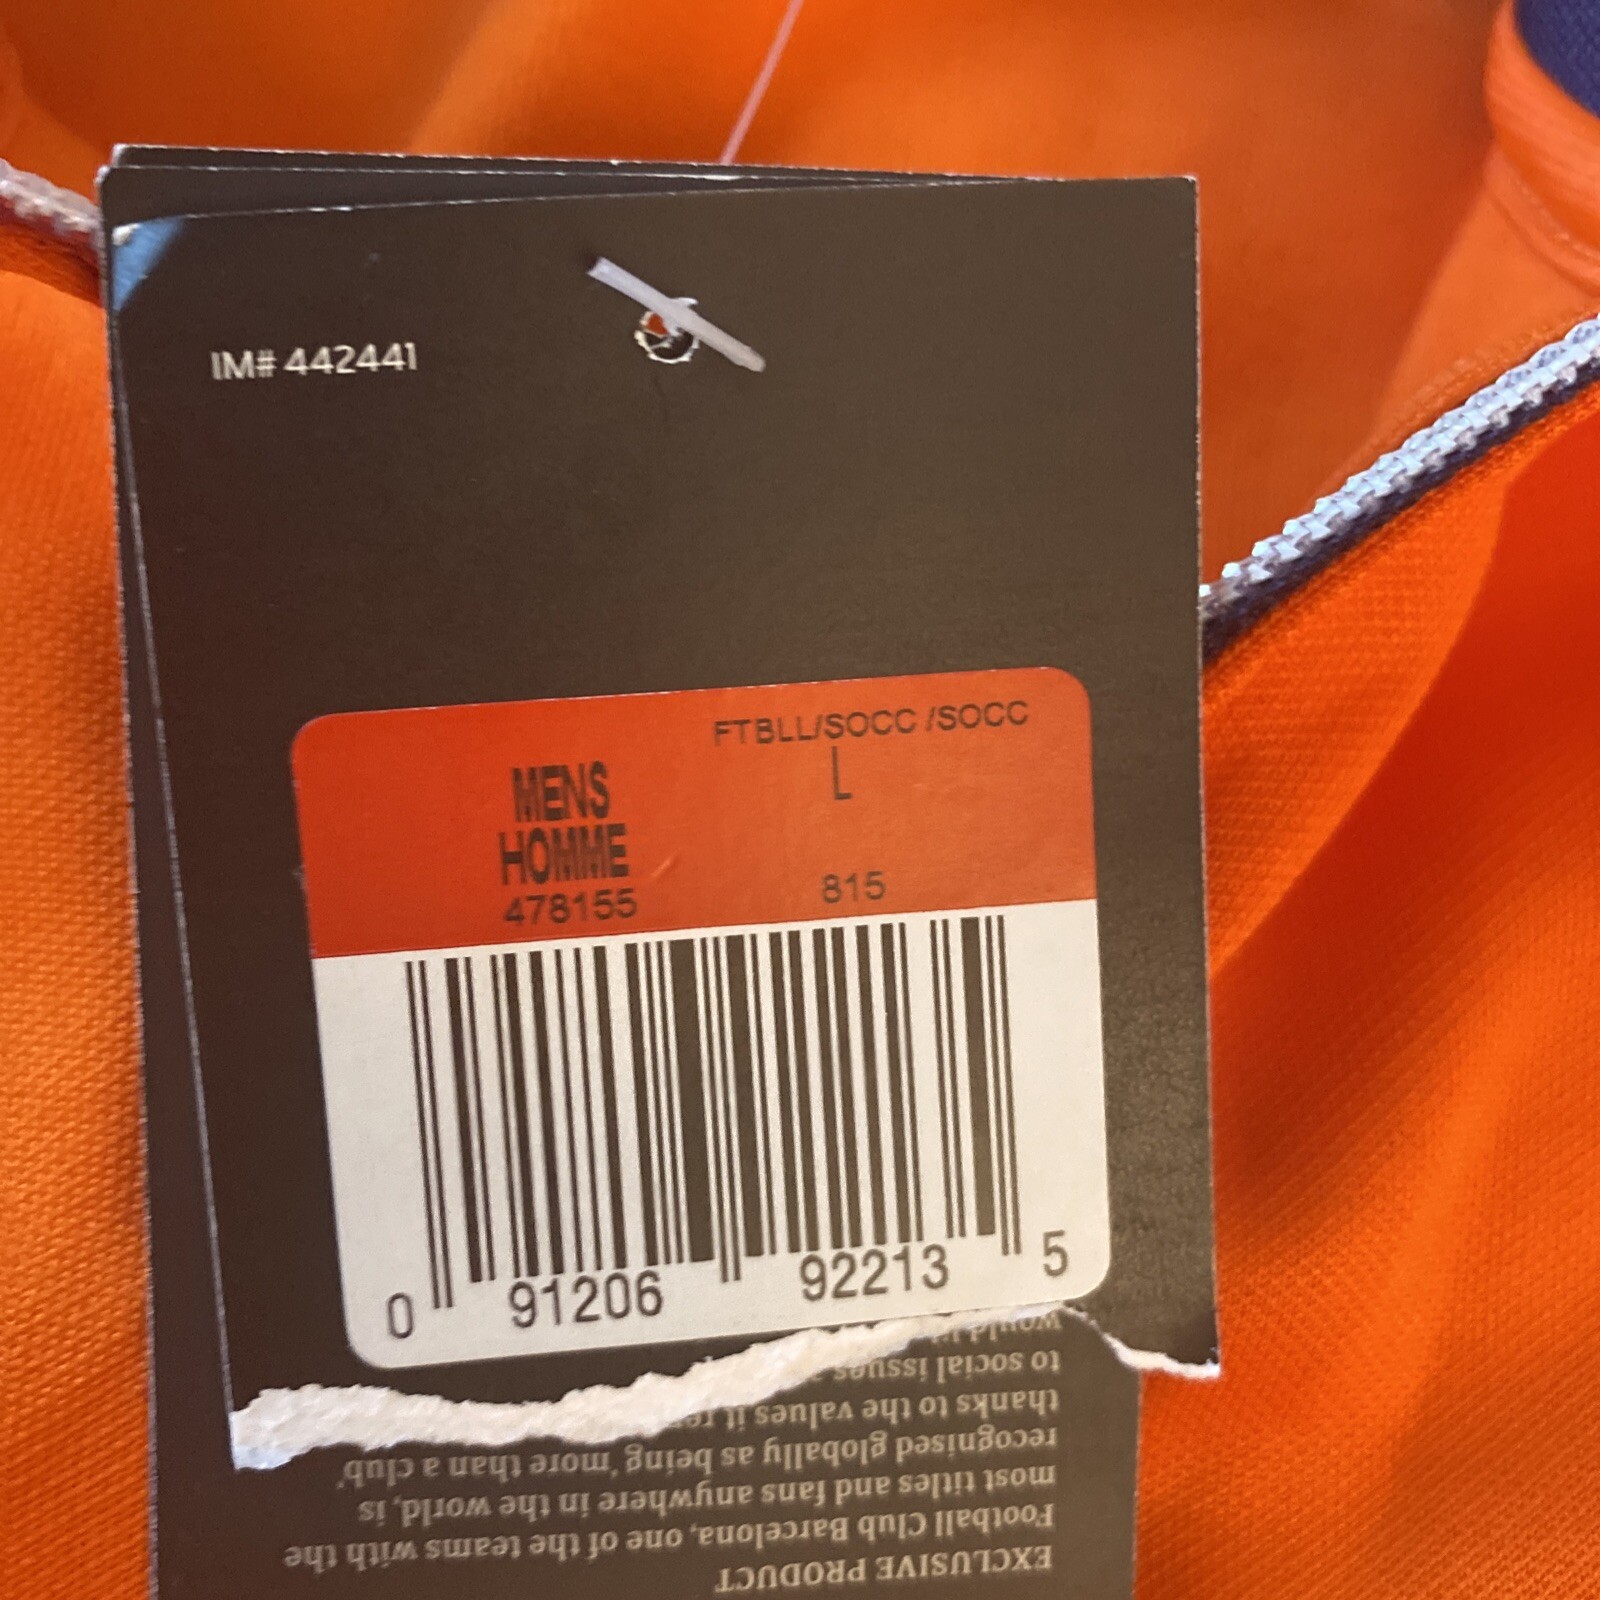 IM# 442441
FTBLL/SOCC /SOCC
MENS
HOMME
L
478155
815
0 91206 92213 5
EXCLUSIVE PRODUCT
Football Club Barcelona, one of the teams with the
most titles and fans anywhere in the world, is
recognised globally as being 'more than a club'
thanks to the values it
to social issues
would